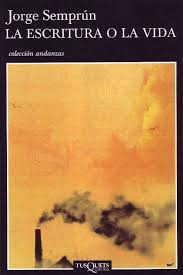 Jorge Semprún
LA ESCRITURA O LA VIDA
colección andanzas
TUSQUETS
EDITORES